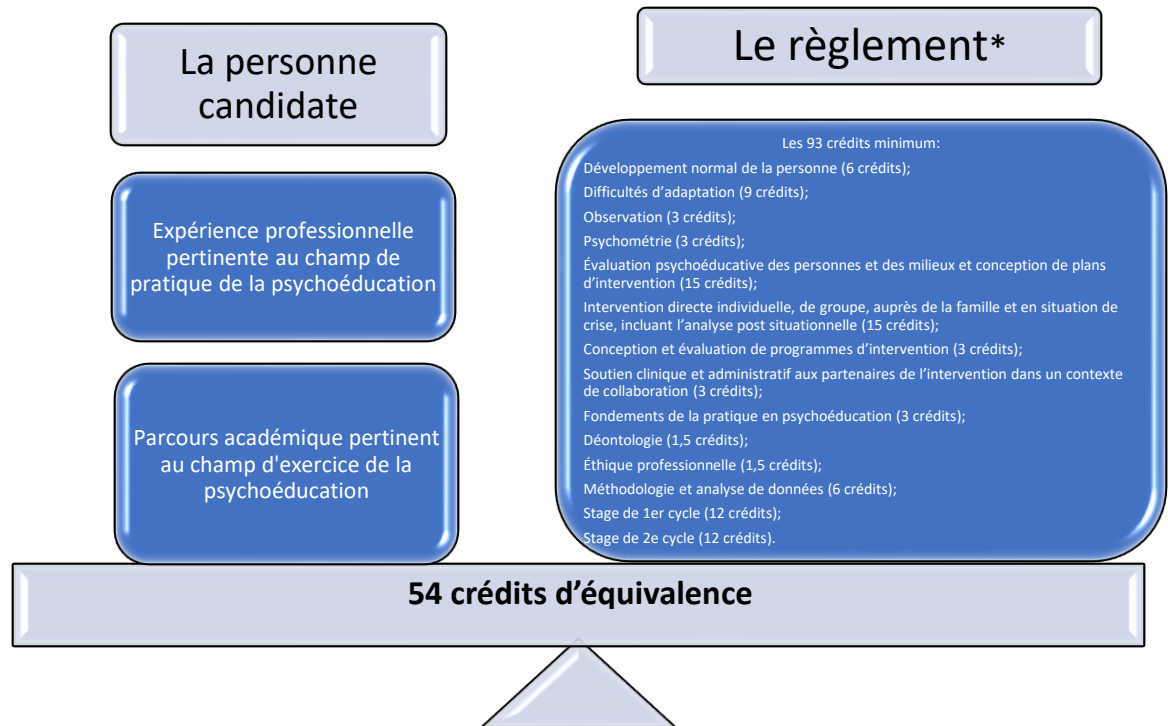 La personne
candidate
Expérience professionnelle
pertinente au champ de
pratique de la psychoéducation
Parcours académique pertinent
au champ d'exercice de la
psychoéducation
Le règlement*
Les 93 crédits minimum:
Développement normal de la personne (6 crédits);
Difficultés d’adaptation (9 crédits);
Observation (3 crédits);
Psychométrie (3 crédits);
Évaluation psychoéducative des personnes et des milieux et conception de plans
d’intervention (15 crédits);
Intervention directe individuelle, de groupe, auprès de la famille et en situation de
crise, incluant l’analyse post situationnelle (15 crédits);
Conception et évaluation de programmes d’intervention (3 crédits);
Soutien clinique et administratif aux partenaires de l’intervention dans un contexte
de collaboration (3 crédits);
Fondements de la pratique en psychoéducation (3 crédits);
Déontologie (1,5 crédits);
Éthique professionnelle (1,5 crédits);
Méthodologie et analyse de données (6 crédits);
Stage de 1er cycle (12 crédits);
Stage de 2e cycle (12 crédits).
54 crédits d’équivalence